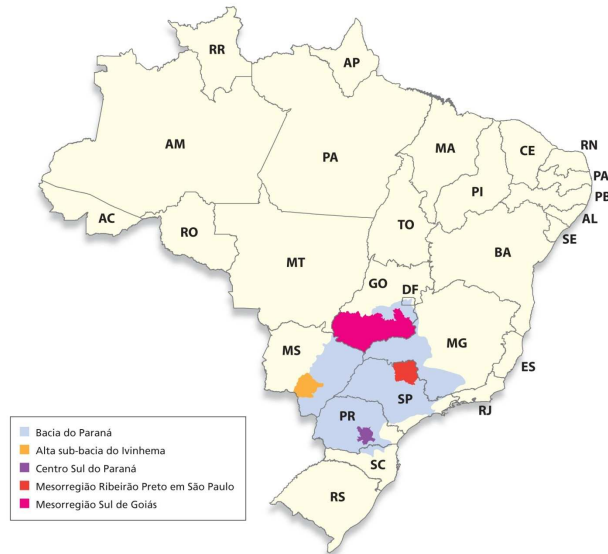 RR
AP
AM
PA
MA
CE
RN
PA
PB
PI
AL
SE
AC
RO
TO
BA
MT
GO
DF
MS
MG
ES
SP
RJ
PR
SC
RS
Bacia do Paraná
Alta sub-bacia do Ivinhema
Centro Sul do Paraná
Mesorregião Ribeirão Preto em São Paulo
Mesorregião Sul de Goiás